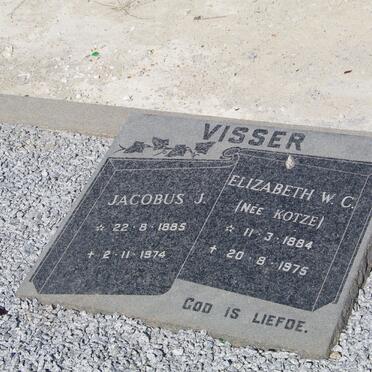 VISSER
JACOBUS J.
☆ 22-8-1885
✝ 2-11-1974
ELIZABETH W. C.
(NÉE KOTZE)
☆ 11-3-1884
✝ 20-8-1975
GOD IS LIEFDE.